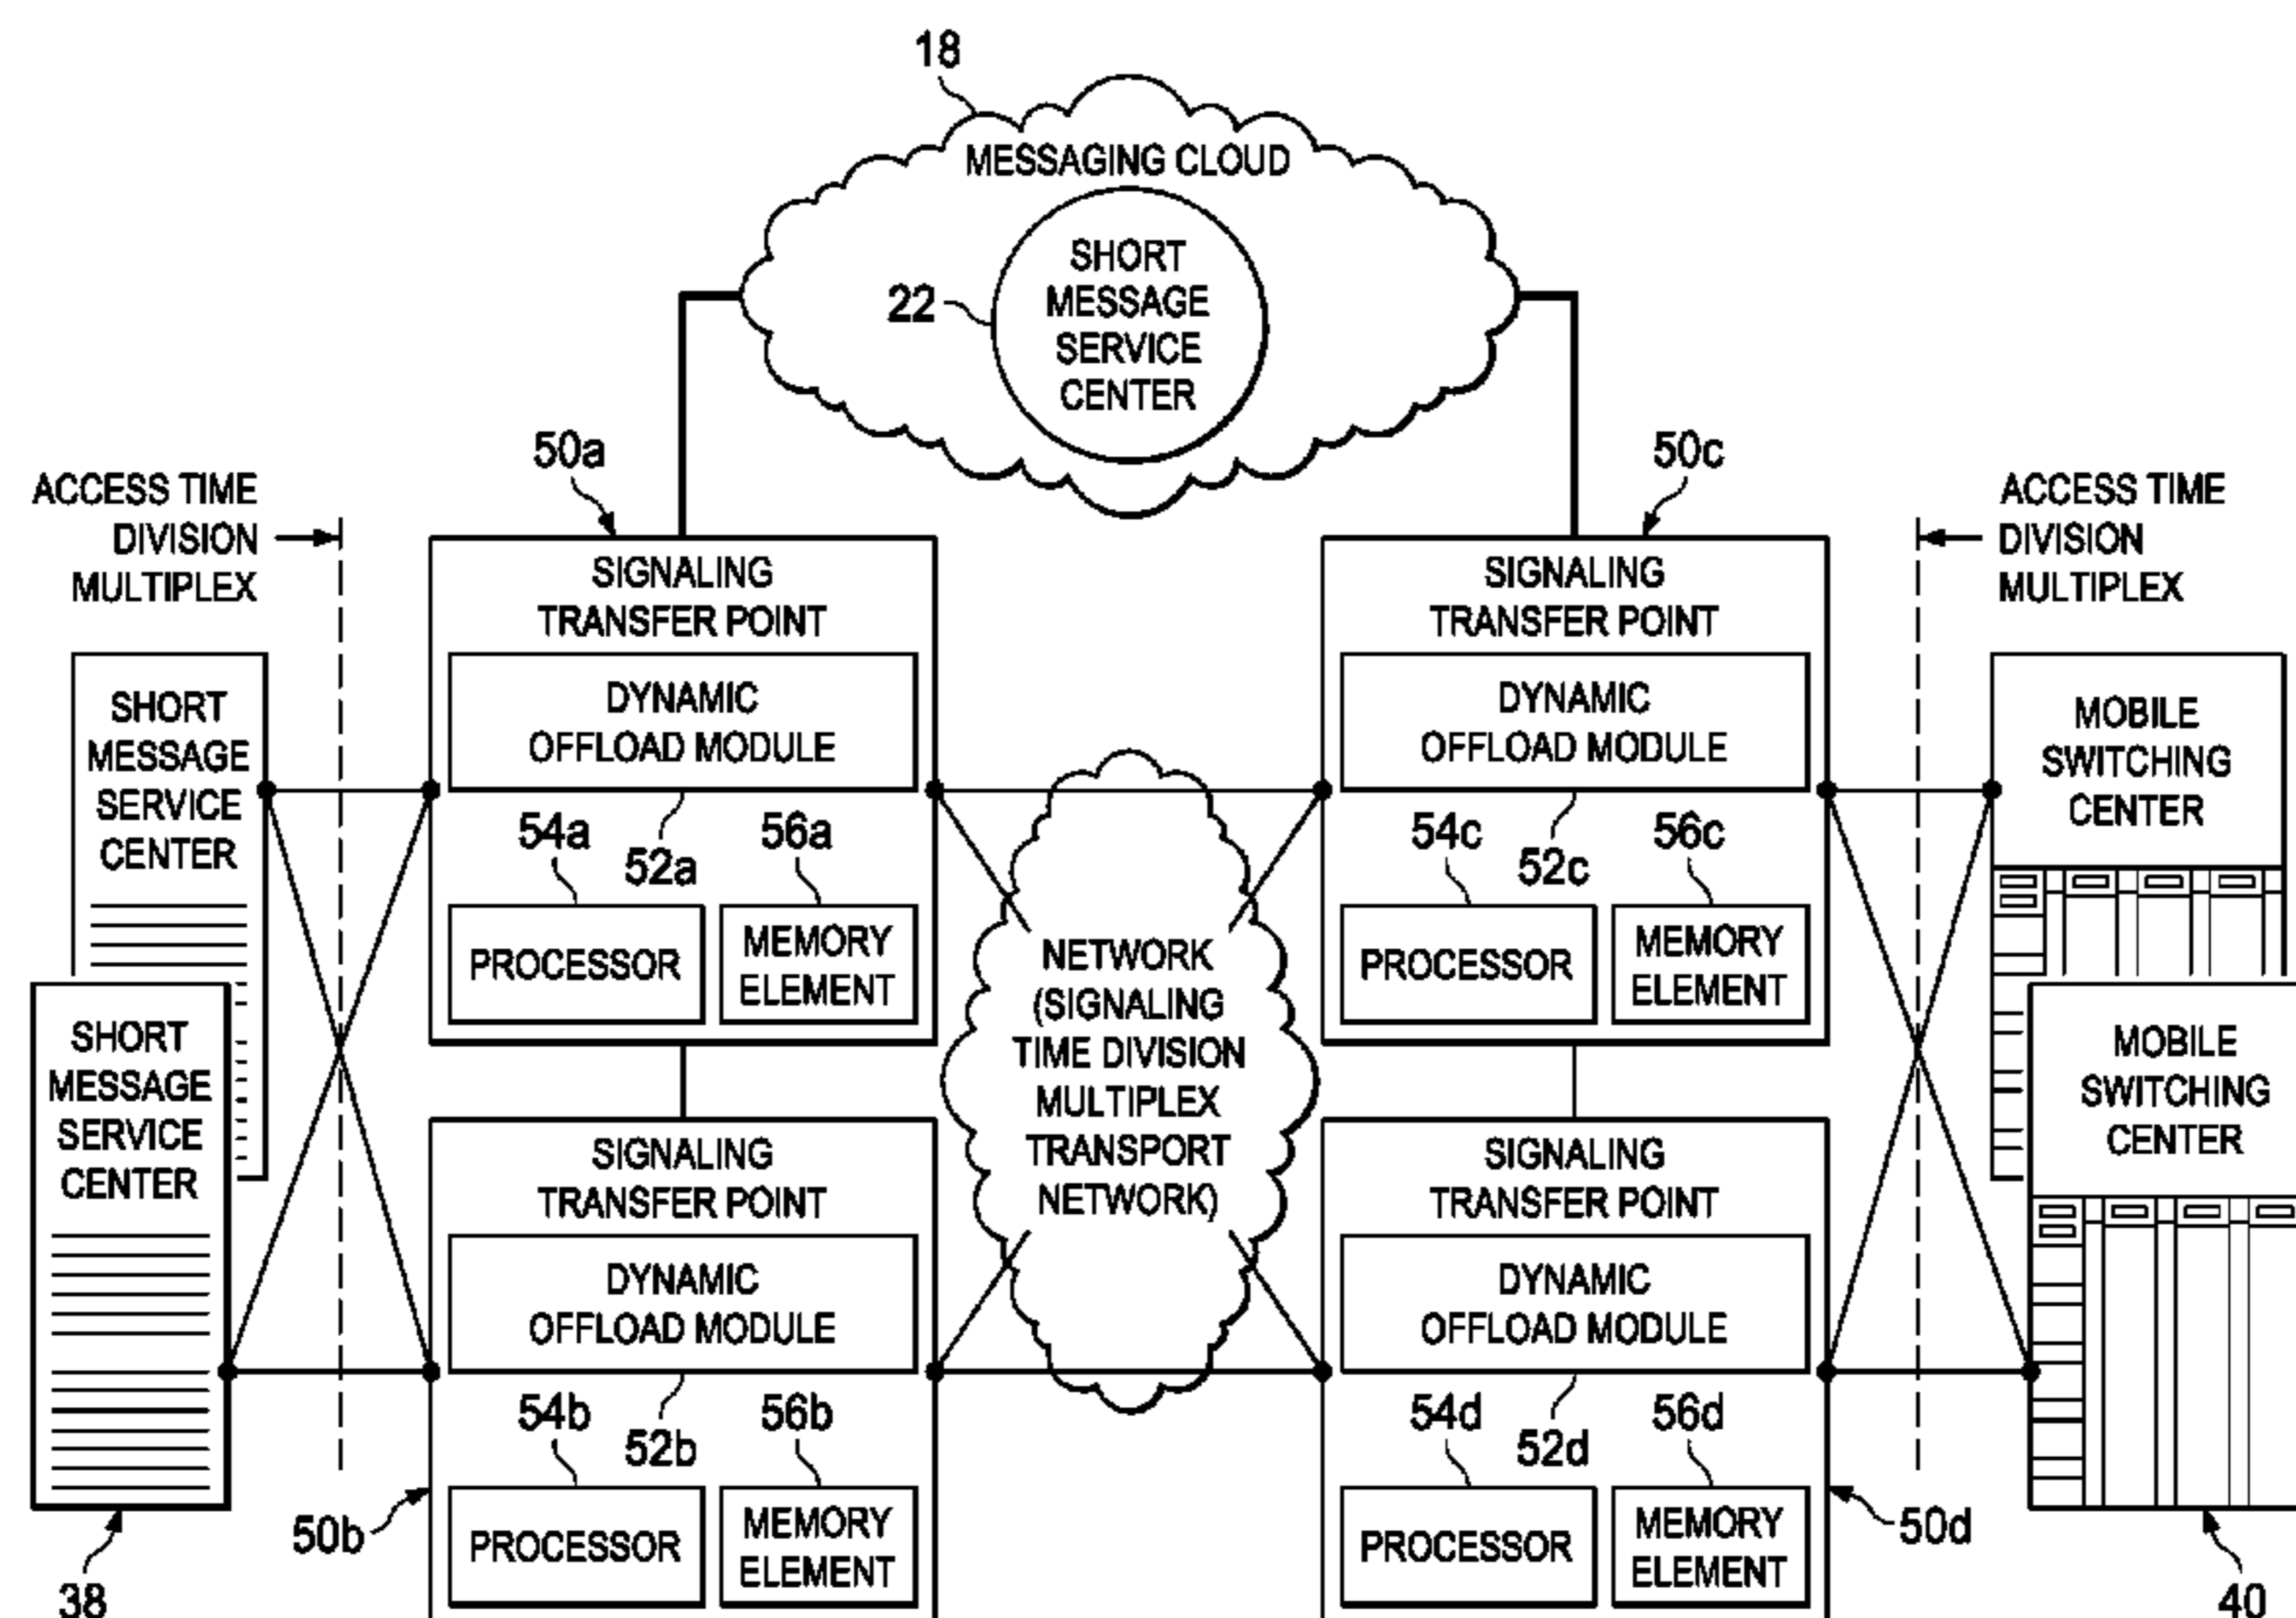 18
MESSAGING CLOUD
SHORT
MESSAGE
SERVICE
CENTER
22
50a
50c
ACCESS TIME
DIVISION
MULTIPLEX
ACCESS TIME
DIVISION
MULTIPLEX
SIGNALING
TRANSFER POINT
DYNAMIC
OFFLOAD MODULE
54a
52a
56a
PROCESSOR
MEMORY
ELEMENT
SIGNALING
TRANSFER POINT
DYNAMIC
OFFLOAD MODULE
54c
52c
56c
PROCESSOR
MEMORY
ELEMENT
SHORT
MESSAGE
SERVICE
CENTER
SHORT
MESSAGE
SERVICE
CENTER
38
NETWORK
(SIGNALING
TIME DIVISION
MULTIPLEX
TRANSPORT
NETWORK)
MOBILE
SWITCHING
CENTER
MOBILE
SWITCHING
CENTER
40
SIGNALING
TRANSFER POINT
DYNAMIC
OFFLOAD MODULE
54b
52b
56b
50b
PROCESSOR
MEMORY
ELEMENT
SIGNALING
TRANSFER POINT
DYNAMIC
OFFLOAD MODULE
54d
52d
56d
50d
PROCESSOR
MEMORY
ELEMENT